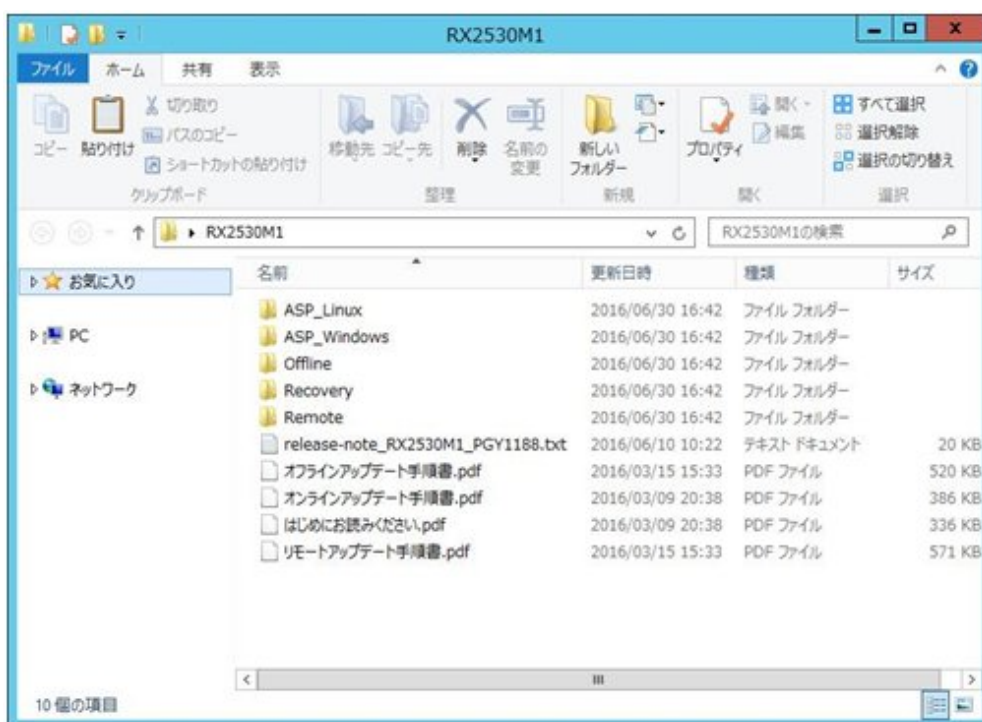 RX2530M1
ファイル ホーム 共有 表示
コピー 貼り付け 切り取り パスのコピー ショートカットの貼り付け
移動先 コピー先 削除 名前の変更
新しいフォルダー プロパティ 開く 編集
すべて選択 選択解除 選択の切り替え
クリップボード 整理 新規 開く 選択
RX2530M1 RX2530M1の検索
お気に入り
PC
ネットワーク
名前 更新日時 種類 サイズ
ASP_Linux 2016/06/30 16:42 ファイル フォルダー
ASP_Windows 2016/06/30 16:42 ファイル フォルダー
Offline 2016/06/30 16:42 ファイル フォルダー
Recovery 2016/06/30 16:42 ファイル フォルダー
Remote 2016/06/30 16:42 ファイル フォルダー
release-note_RX2530M1_PGY1188.txt 2016/06/10 10:22 テキスト ドキュメント 20 KB
オフラインアップデート手順書.pdf 2016/03/15 15:33 PDF ファイル 520 KB
オンラインアップデート手順書.pdf 2016/03/09 20:38 PDF ファイル 386 KB
はじめにお読みください.pdf 2016/03/09 20:38 PDF ファイル 336 KB
リモートアップデート手順書.pdf 2016/03/15 15:33 PDF ファイル 571 KB
10 個の項目